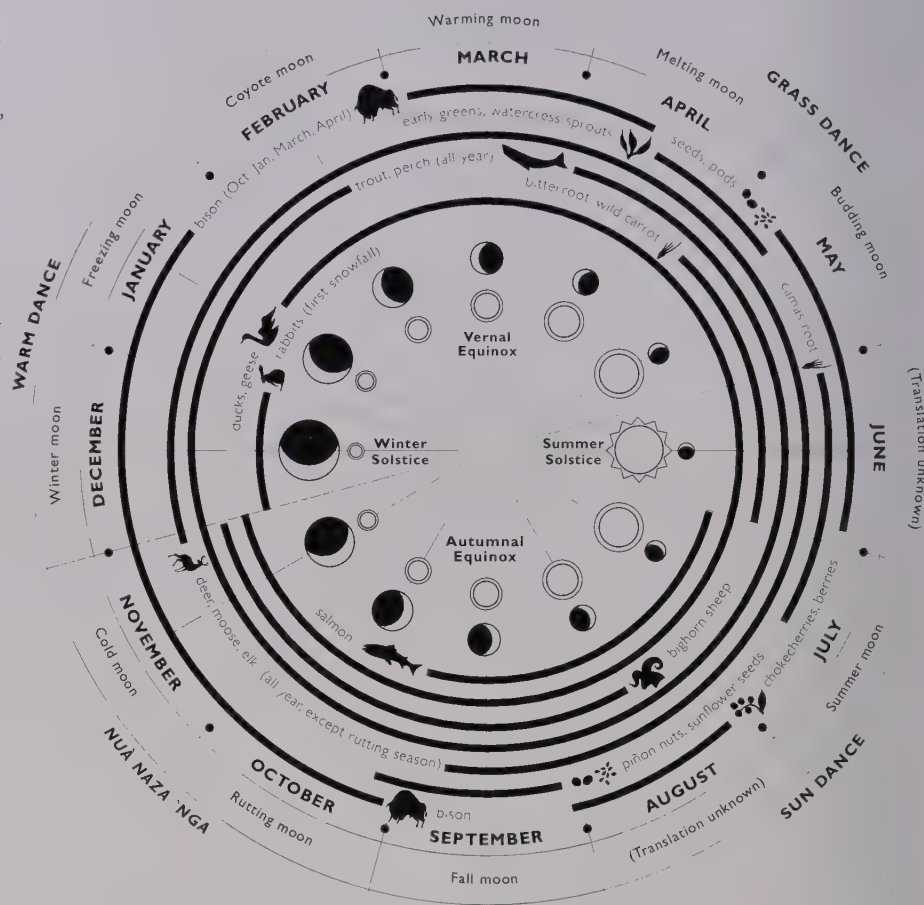 Warming moon
MARCH
Melting moon
APRIL
GRASS DANCE
Budding moon
MAY
(Translation unknown)
JUNE
Summer moon
JULY
SUN DANCE
(Translation unknown)
AUGUST
Fall moon
SEPTEMBER
Rutting moon
OCTOBER
NUÀ NAZA 'NGA
Cold moon
NOVEMBER
Winter moon
DECEMBER
WARM DANCE
Freezing moon
JANUARY
Coyote moon
FEBRUARY
bison (Oct, Jan, March, April)
early greens, watercress sprouts
seeds, pods
trout, perch (all year)
bitterroot wild carrot
camas root
chokecherries, berries
bighorn sheep
piñon nuts, sunflower seeds
bison
deer, moose, elk (all year, except rutting season)
salmon
ducks, geese
rabbits (first snowfall)
Vernal
Equinox
Summer
Solstice
Autumnal
Equinox
Winter
Solstice